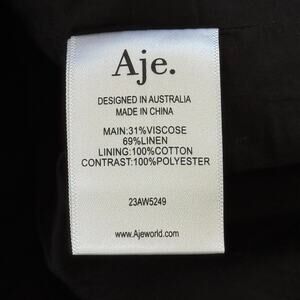 Aje.
DESIGNED IN AUSTRALIA
MADE IN CHINA
MAIN:31%VISCOSE
69%LINEN
LINING:100%COTTON
CONTRAST:100%POLYESTER
23AW5249
www.Ajeworld.com